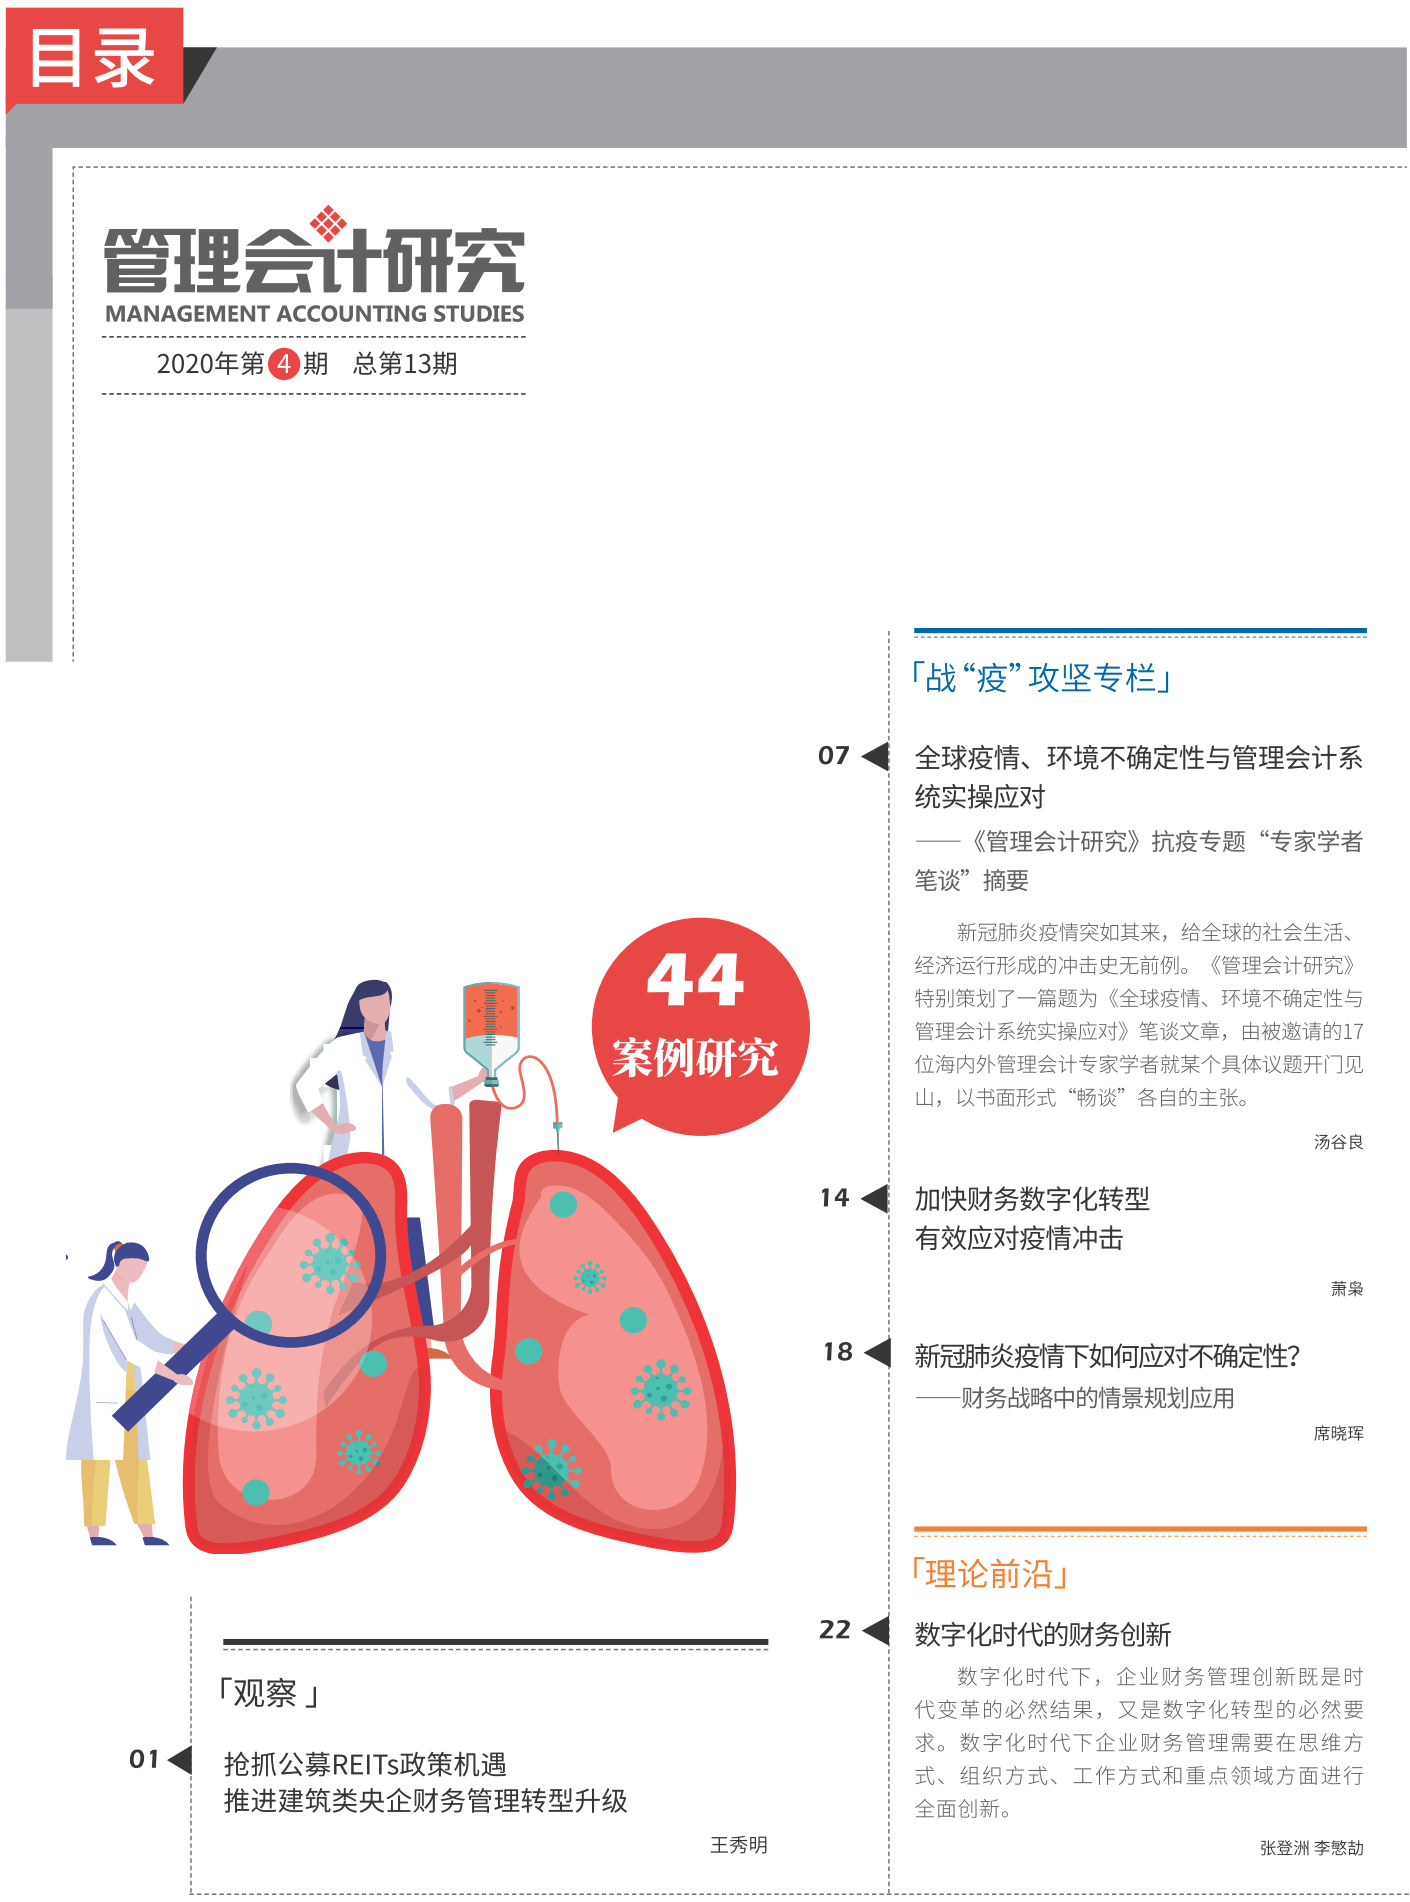 目录
管理会计研究
MANAGEMENT ACCOUNTING STUDIES
2020年第4期 总第13期
「战“疫”攻坚专栏」
07
全球疫情、环境不确定性与管理会计系
统实操应对
——《管理会计研究》抗疫专题“专家学者
笔谈”摘要
新冠肺炎疫情突如其来，给全球的社会生活、
经济运行形成的冲击史无前例。《管理会计研究》
特别策划了一篇题为《全球疫情、环境不确定性与
管理会计系统实操应对》笔谈文章，由被邀请的17
位海内外管理会计专家学者就某个具体议题开门见
山，以书面形式“畅谈”各自的主张。
汤谷良
14
加快财务数字化转型
有效应对疫情冲击
萧枭
18
新冠肺炎疫情下如何应对不确定性？
——财务战略中的情景规划应用
席晓珲
「理论前沿」
22
数字化时代的财务创新
数字化时代下，企业财务管理创新既是时
代变革的必然结果，又是数字化转型的必然要
求。数字化时代下企业财务管理需要在思维方
式、组织方式、工作方式和重点领域方面进行
全面创新。
张登洲 李慜劼
44
案例研究
「观察」
01
抢抓公募REITs政策机遇
推进建筑类央企财务管理转型升级
王秀明